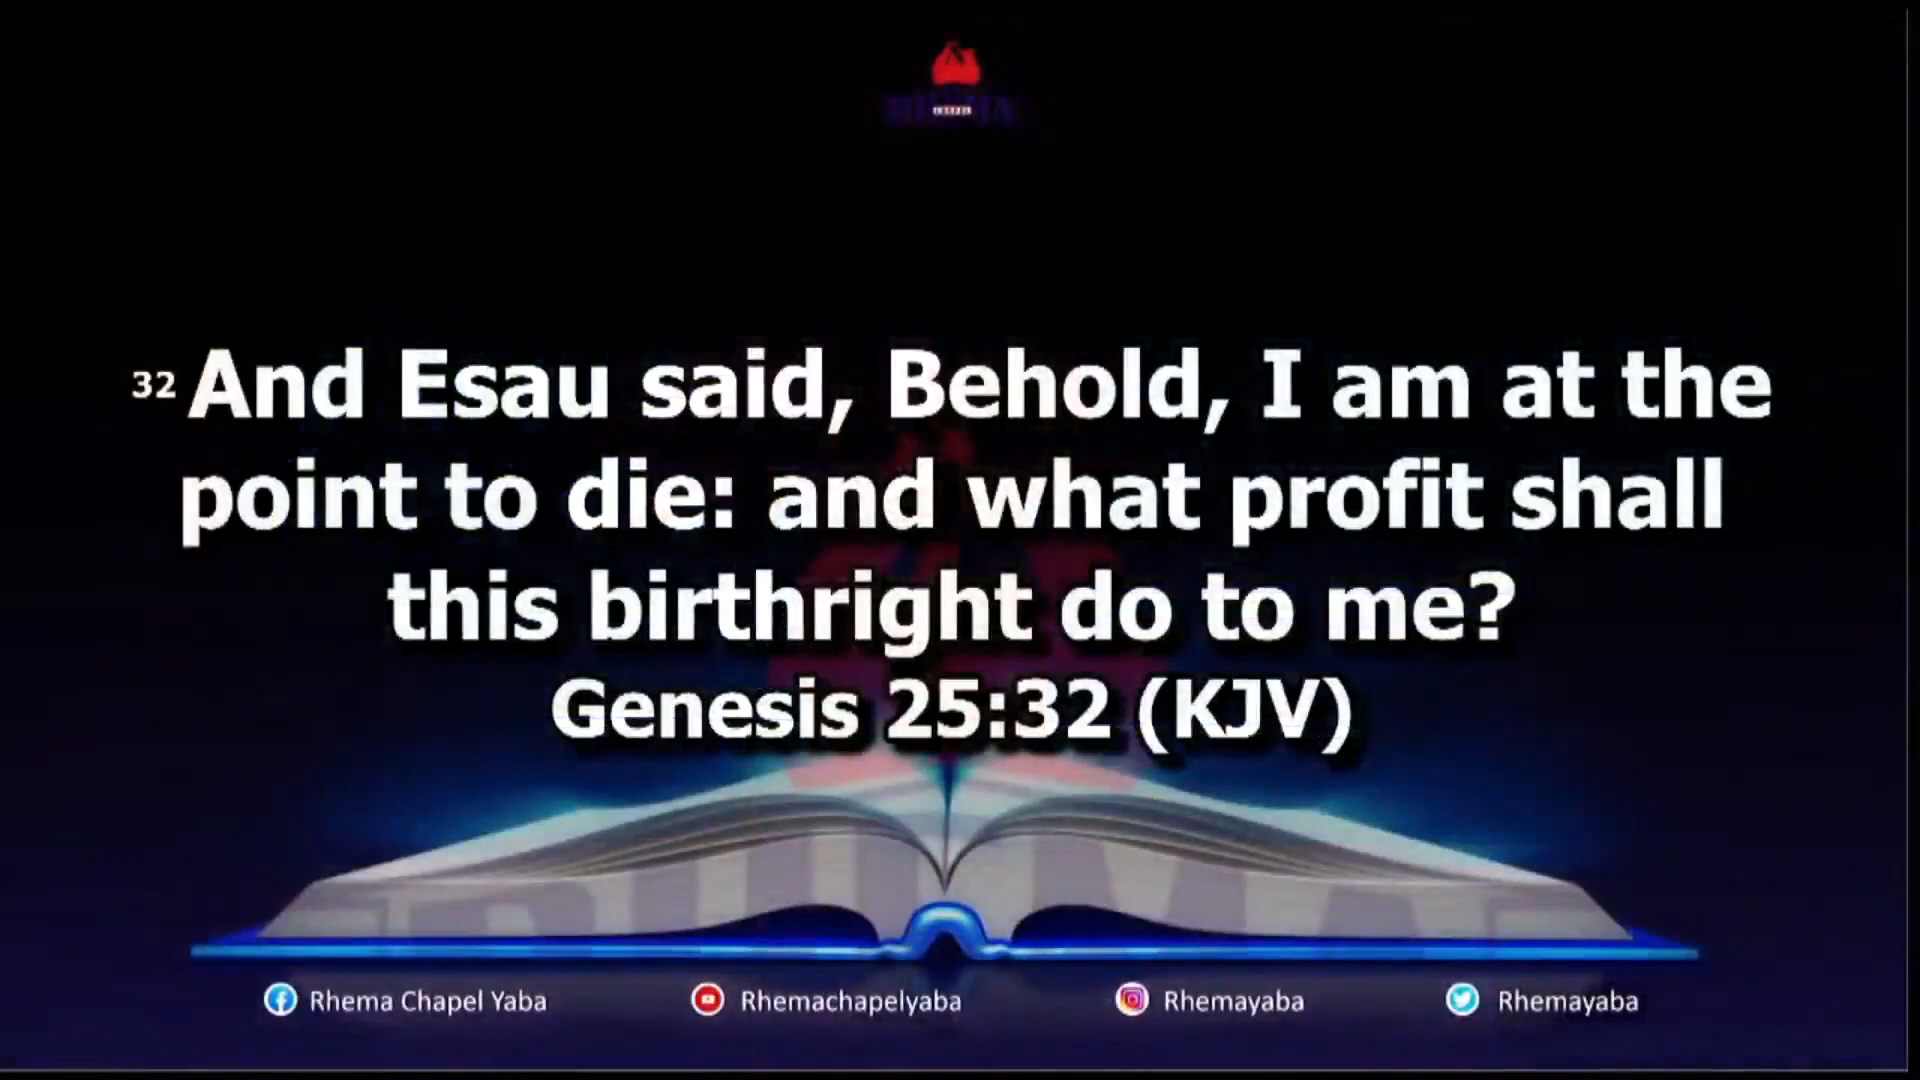 32 And Esau said, Behold, I am at the
point to die: and what profit shall
this birthright do to me?
Genesis 25:32 (KJV)
Rhema Chapel Yaba
Rhemachapelyaba
Rhemayaba
Rhemayaba